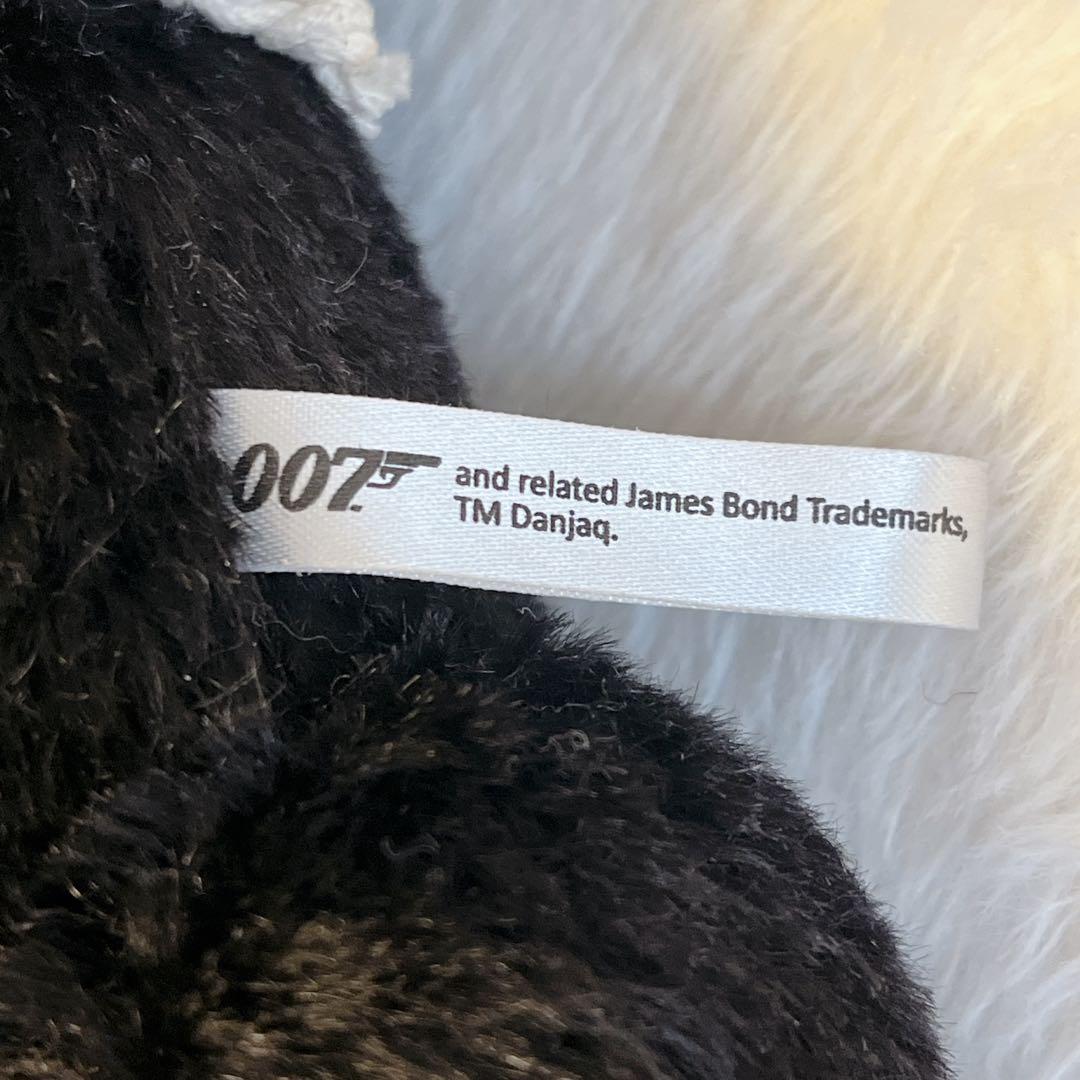 007 and related James Bond Trademarks,
TM Danjaq.